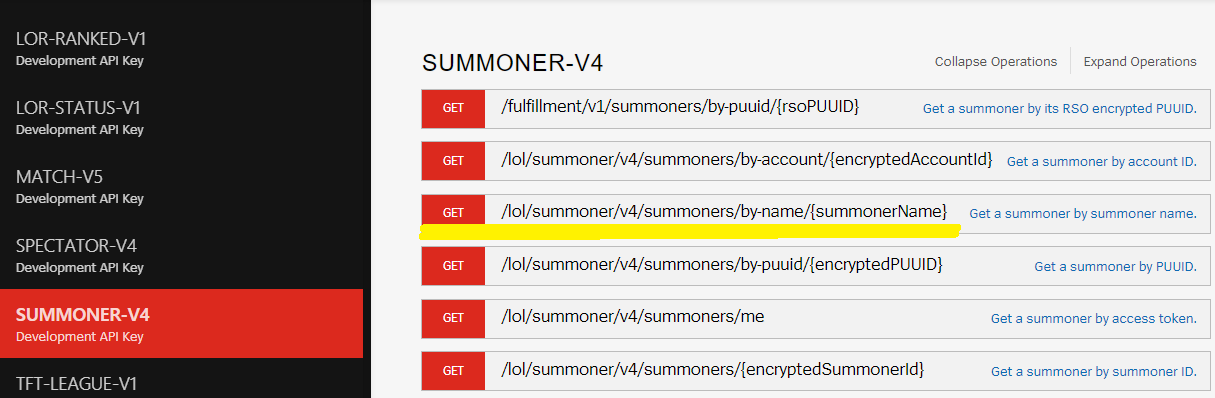 LOR-RANKED-V1
Development API Key
LOR-STATUS-V1
Development API Key
MATCH-V5
Development API Key
SPECTATOR-V4
Development API Key
SUMMONER-V4
Development API Key
TFT-LEAGUE-V1
SUMMONER-V4
Collapse Operations
Expand Operations
GET /fulfillment/v1/summoners/by-puuid/{rsoPUUID} Get a summoner by its RSO encrypted PUUID.
GET /lol/summoner/v4/summoners/by-account/{encryptedAccountId} Get a summoner by account ID.
GET /lol/summoner/v4/summoners/by-name/{summonerName} Get a summoner by summoner name.
GET /lol/summoner/v4/summoners/by-puuid/{encryptedPUUID} Get a summoner by PUUID.
GET /lol/summoner/v4/summoners/me Get a summoner by access token.
GET /lol/summoner/v4/summoners/{encryptedSummonerId} Get a summoner by summoner ID.